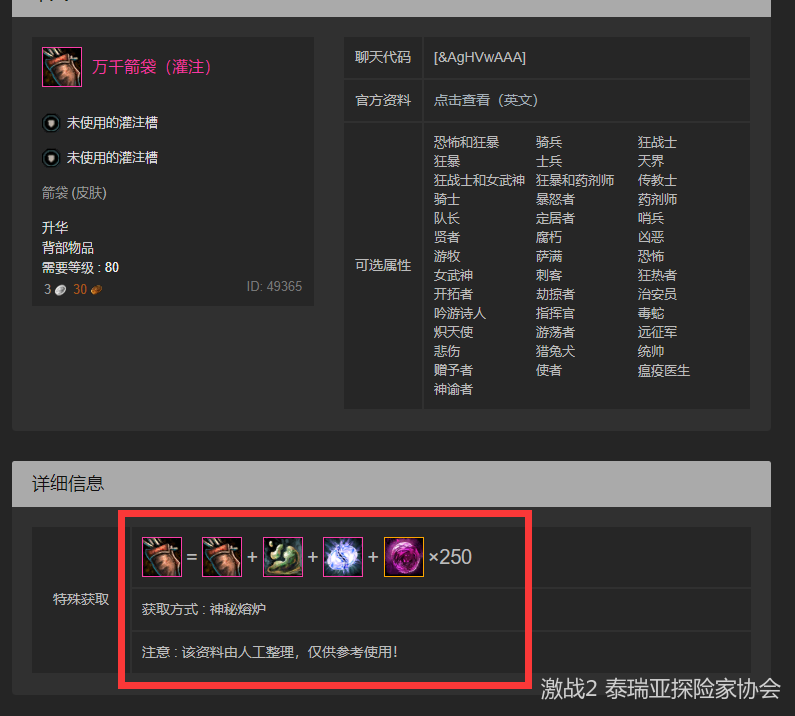 万千箭袋（灌注）
未使用的灌注槽
未使用的灌注槽
箭袋 (皮肤)
升华
背部物品
需要等级 : 80
3 30
ID: 49365
聊天代码 [&AgHVwAAA]
官方资料 点击查看（英文）
可选属性
恐怖和狂暴 骑兵 狂战士
狂暴 士兵 天界
狂战士和女武神 狂暴和药剂师 传教士
骑士 暴怒者 药剂师
队长 定居者 哨兵
贤者 腐朽 凶恶
游牧 萨满 恐怖
女武神 刺客 狂热者
开拓者 劫掠者 治安员
吟游诗人 指挥官 毒蛇
炽天使 游荡者 远征军
悲伤 猎兔犬 统帅
赠予者 使者 瘟疫医生
神谕者
详细信息
特殊获取
= + + + ×250
获取方式 : 神秘熔炉
注意 : 该资料由人工整理，仅供参考使用！
激战2 泰瑞亚探险家协会